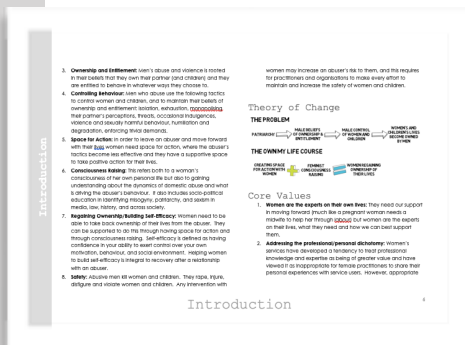 Introduction
3. Ownership and Entitlement: Men's abuse and violence is rooted
in their beliefs that they own their partner (and children) and they
are entitled to behave in whatever ways they choose to.
4. Controlling Behaviour: Men who abuse use the following tactics
to control women and children, and to maintain their beliefs of
ownership and entitlement: isolation, exhaustion, monopolising
their partner's perceptions, threats, occasional indulgences,
violence and sexually harmful behaviour, humiliation and
degradation, enforcing trivial demands.
5. Space for Action: In order to leave an abuser and move forward
with their lives women need space for action, where the abuser's
tactics become less effective and they have a supportive space
to take positive action for their lives.
6. Consciousness Raising: This refers both to a woman's
consciousness of her own personal life but also to gaining
understanding about the dynamics of domestic abuse and what
is driving the abuser's behaviour. It also includes socio-political
education in identifying misogyny, patriarchy, and sexism in
media, law, history, and across society.
7. Regaining Ownership/Building Self-Efficacy: Women need to be
able to take back ownership of their lives from the abuser. They
can be supported to do this through having space for action and
through consciousness raising. Self-efficacy is defined as having
confidence in your ability to exert control over your own
motivation, behaviour, and social environment. Helping women
to build self-efficacy is integral to recovery after a relationship
with an abuser.
8. Safety: Abusive men kill women and children. They rape, injure,
disfigure and violate women and children. Any intervention with
women may increase an abuser's risk to them, and this requires
for practitioners and organisations to make every effort to
maintain and increase the safety of women and children.
Theory of Change
THE PROBLEM
PATRIARCHY
MALE BELIEFS
OF OWNERSHIP &
ENTITLEMENT
MALE CONTROL
OF WOMEN AND
CHILDREN
WOMEN'S AND
CHILDREN'S LIVES
BECOME OWNED
BY MEN
THE OWNMY LIFE COURSE
CREATING SPACE
FOR ACTION WITH
WOMEN
FEMINIST
CONSCIOUSNESS
RAISING
WOMEN REGAINING
OWNERSHIP OF
THEIR LIVES
Core Values
1. Women are the experts on their own lives: They need our support
in moving forward (much like a pregnant woman needs a
midwife to help her through labour) but women are the experts
on their lives, what they need and how we can best support
them.
2. Addressing the professional/personal dichotomy: Women's
services have developed a tendency to treat professional
knowledge and expertise as being of greater value and have
viewed it as inappropriate for female practitioners to share their
personal experiences with service users. However, appropriate
Introduction